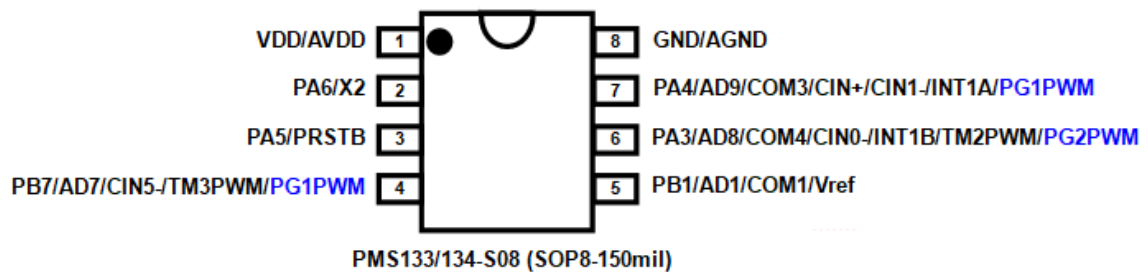 VDD/AVDD 1 8 GND/AGND
PA6/X2 2 7 PA4/AD9/COM3/CIN+/CIN1-/INT1A/PG1PWM
PA5/PRSTB 3 6 PA3/AD8/COM4/CIN0-/INT1B/TM2PWM/PG2PWM
PB7/AD7/CIN5-/TM3PWM/PG1PWM 4 5 PB1/AD1/COM1/Vref
PMS133/134-S08 (SOP8-150mil)